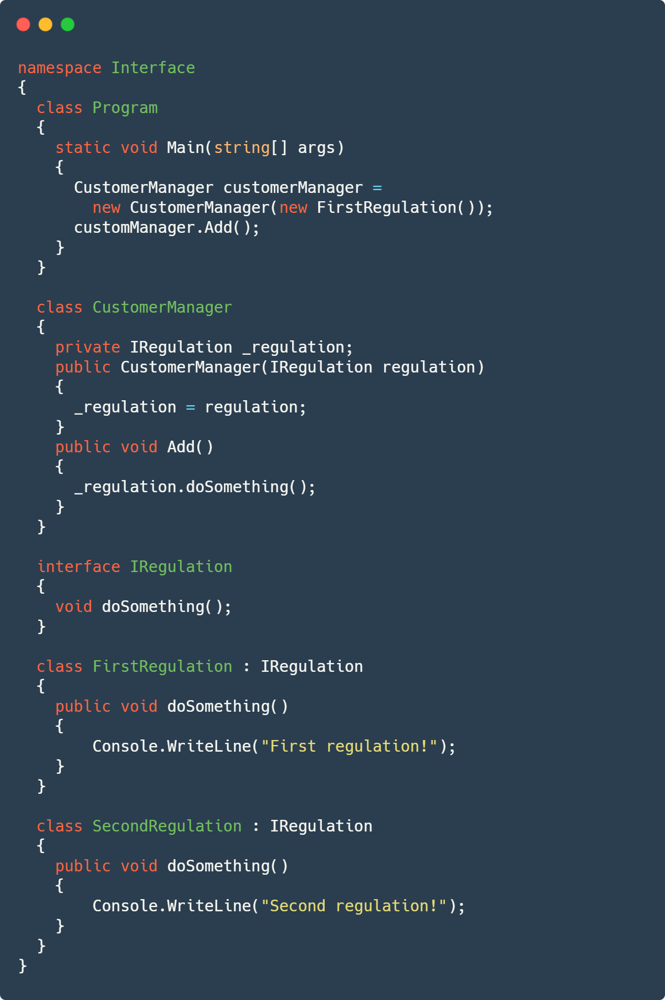 namespace Interface
{
  class Program
  {
    static void Main(string[] args)
    {
      CustomerManager customerManager =
        new CustomerManager(new FirstRegulation());
      customManager.Add();
    }
  }

  class CustomerManager
  {
    private IRegulation _regulation;
    public CustomerManager(IRegulation regulation)
    {
      _regulation = regulation;
    }
    public void Add()
    {
      _regulation.doSomething();
    }
  }

  interface IRegulation
  {
    void doSomething();
  }

  class FirstRegulation : IRegulation
  {
    public void doSomething()
    {
        Console.WriteLine("First regulation!");
    }
  }

  class SecondRegulation : IRegulation
  {
    public void doSomething()
    {
        Console.WriteLine("Second regulation!");
    }
  }
}